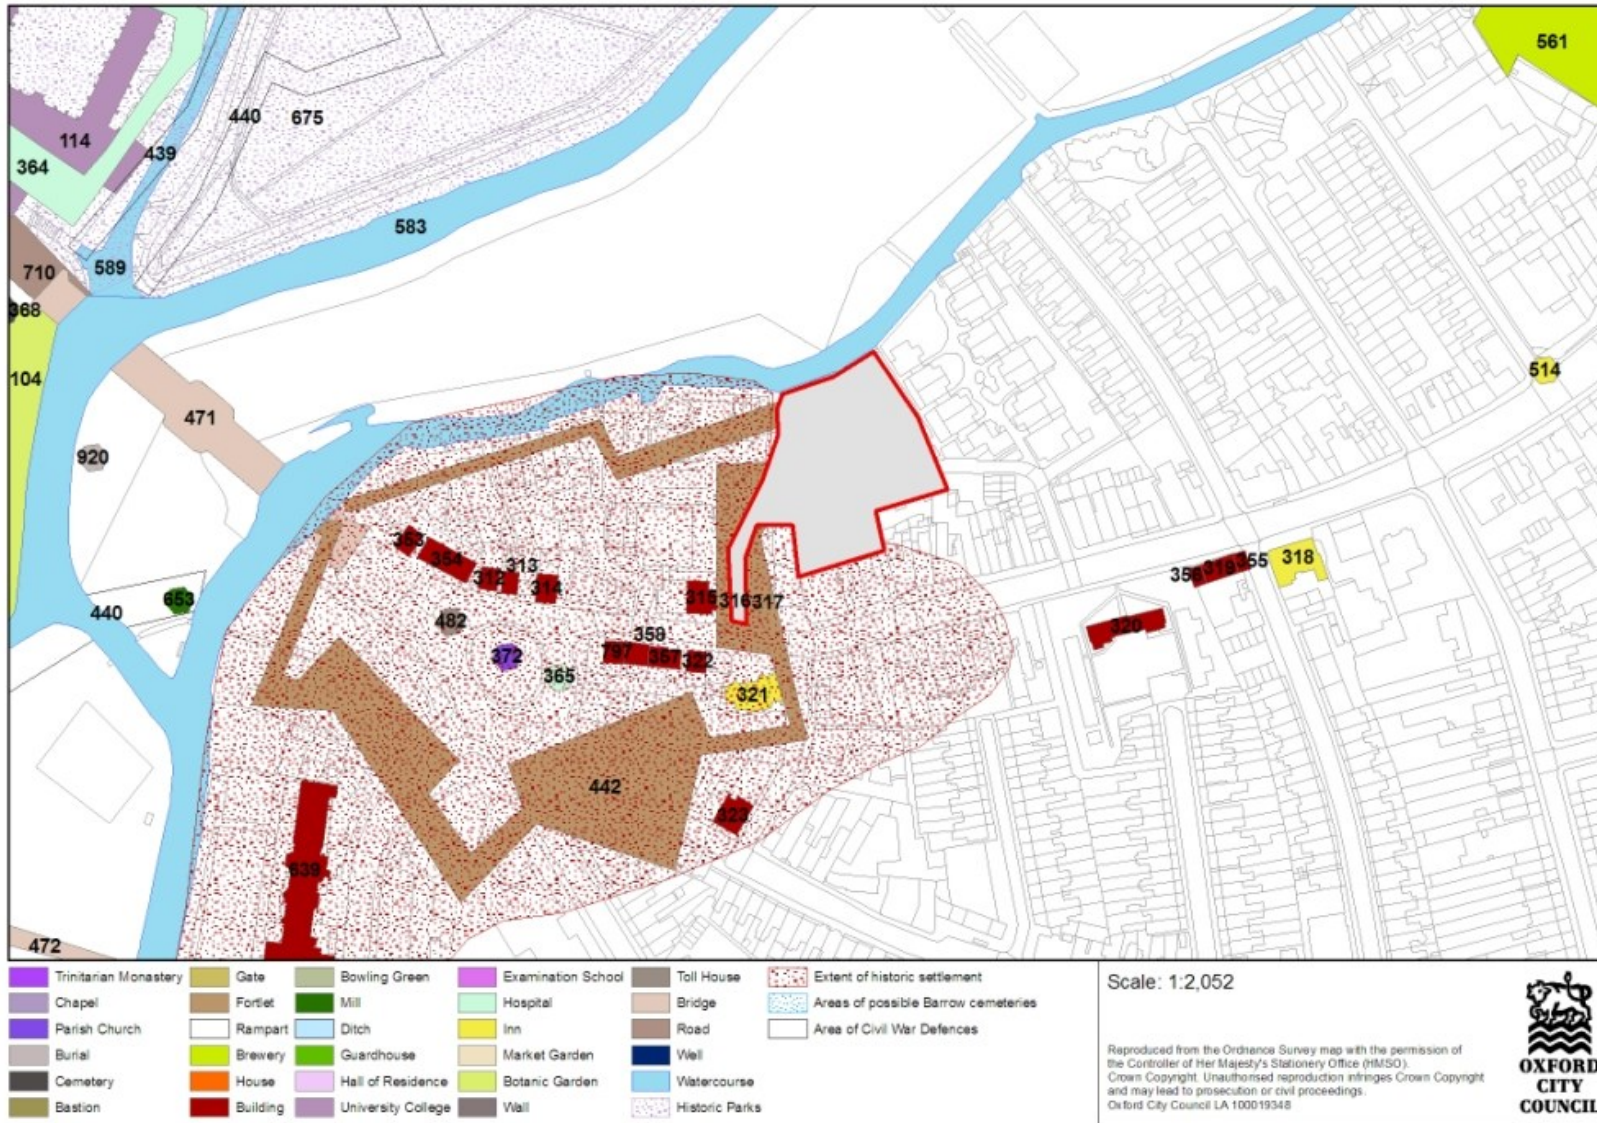 561
440
675
114
439
364
583
710
589
368
104
514
471
920
353
354
313
312
314
318
355
319
356
653
315
316
317
440
482
320
358
797
357
322
372
365
321
442
323
639
472
Trinitarian Monastery
Chapel
Parish Church
Burial
Cemetery
Bastion
Gate
Fortlet
Rampart
Brewery
House
Building
Bowling Green
Mill
Ditch
Guardhouse
Hall of Residence
University College
Examination School
Hospital
Inn
Market Garden
Botanic Garden
Wall
Toll House
Bridge
Road
Well
Watercourse
Historic Parks
Extent of historic settlement
Areas of possible Barrow cemeteries
Area of Civil War Defences
Scale: 1:2,052
Reproduced from the Ordnance Survey map with the permission of
the Controller of Her Majesty's Stationery Office (HMSO).
Crown Copyright. Unauthorised reproduction infringes Crown Copyright
and may lead to prosecution or civil proceedings.
Oxford City Council LA 100019348
OXFORD
CITY
COUNCIL